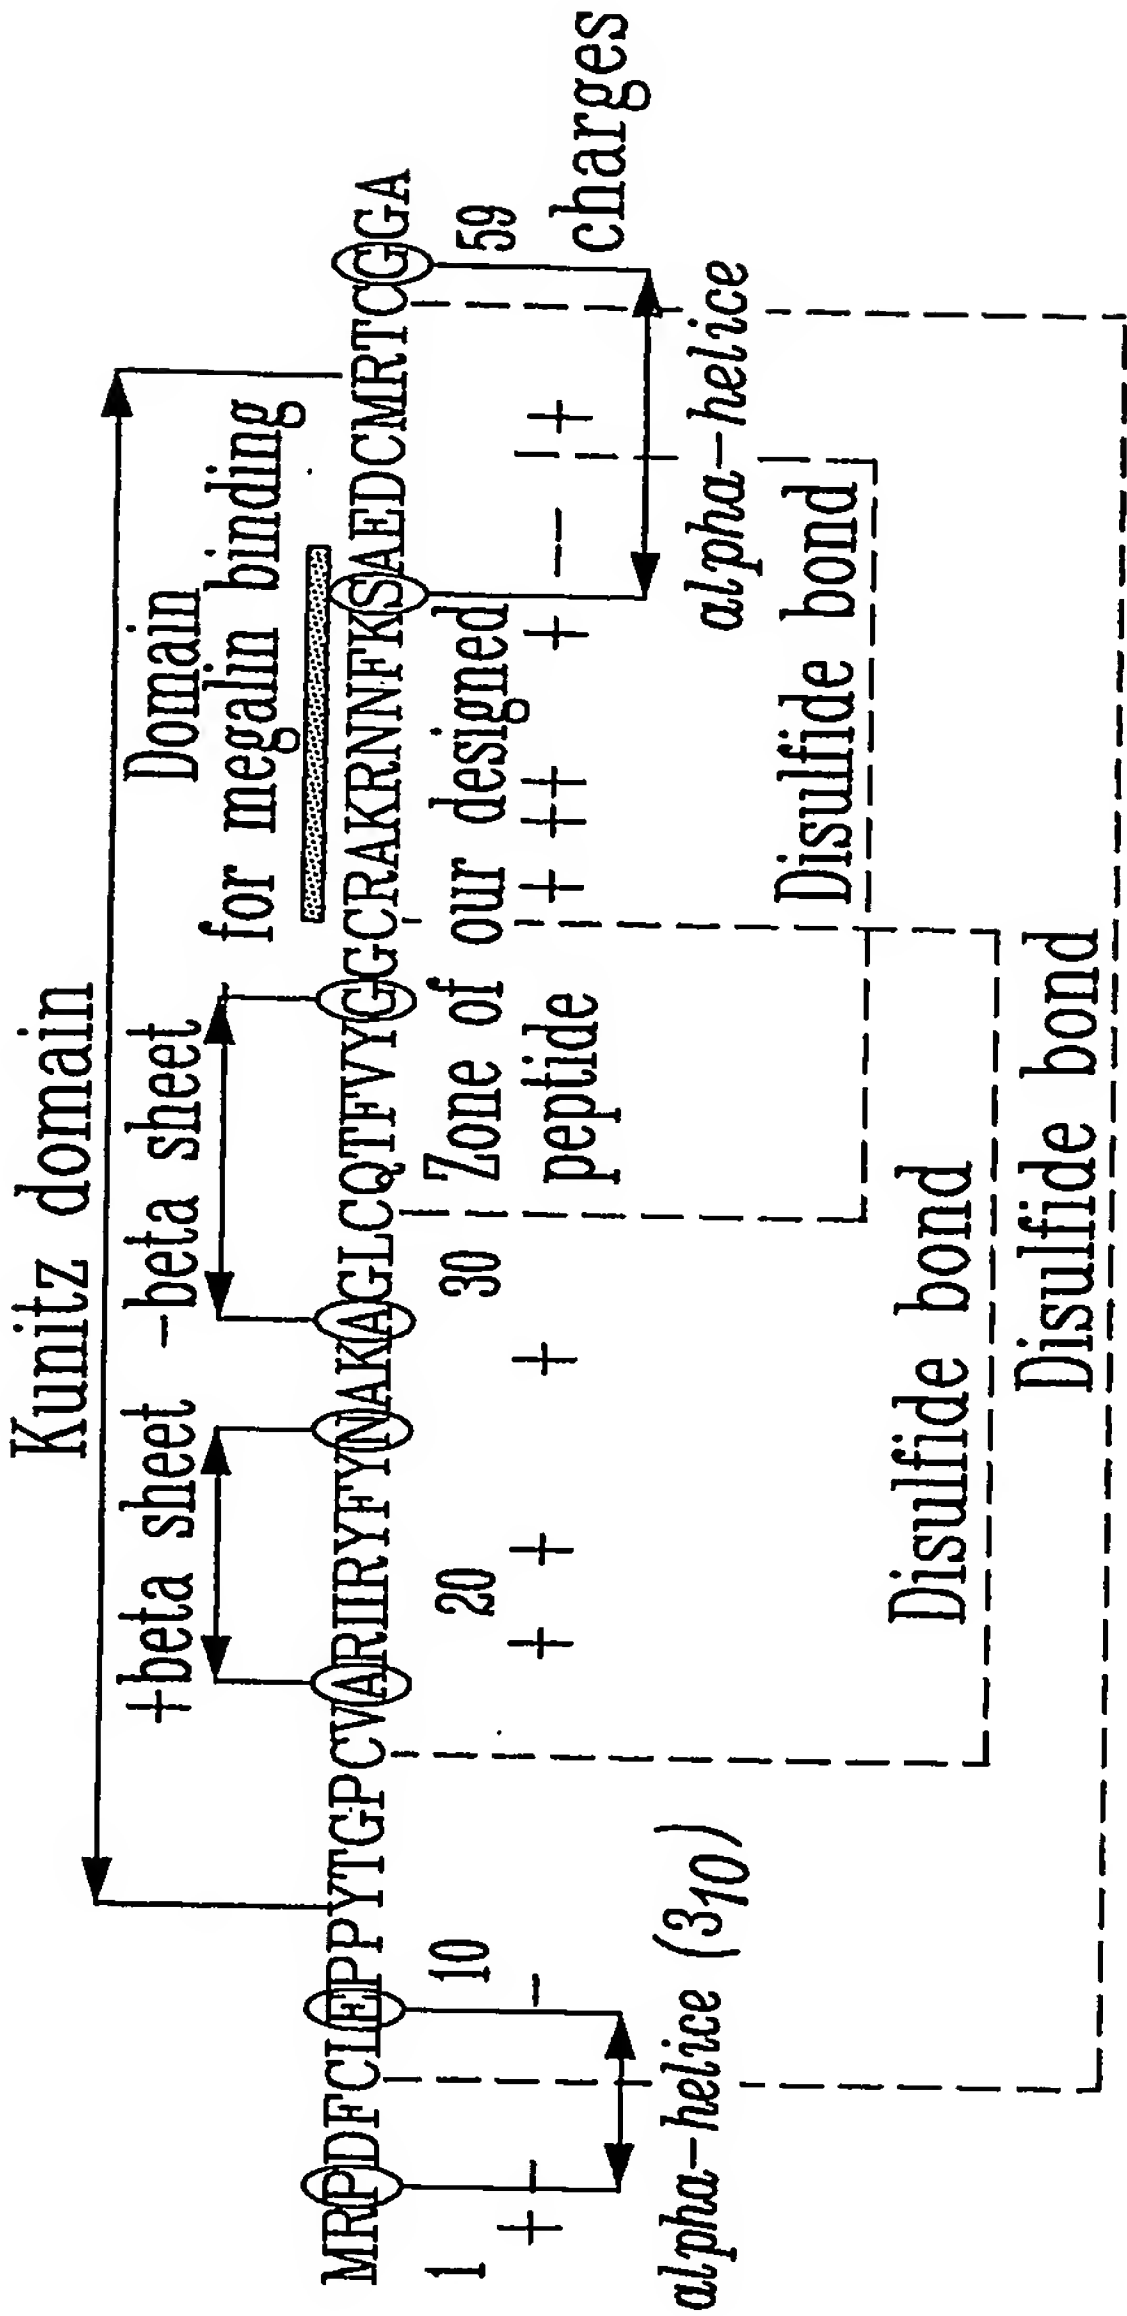 Kunitz domain
+beta sheet -beta sheet
Domain
for megalin binding
MRPDFCIEPPYTGPCVARIIRYFYNAKAGLCQTFVYGGCRAKRNNFKSAEDCMRTCGGA
1 10 20 30 59
Zone of our designed
peptide
+ - - + + + + ++ + -- + charges
alpha-helice (310)
alpha-helice
Disulfide bond
Disulfide bond
Disulfide bond